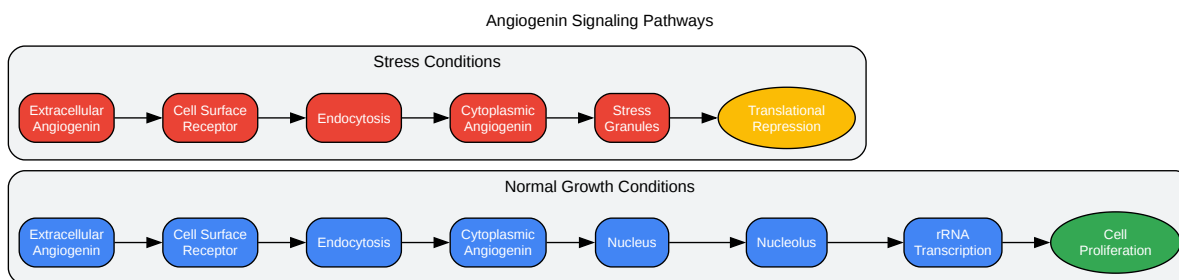 Angiogenin Signaling Pathways
Stress Conditions
Extracellular
Angiogenin
Cell Surface
Receptor
Endocytosis
Cytoplasmic
Angiogenin
Stress
Granules
Translational
Repression
Normal Growth Conditions
Extracellular
Angiogenin
Cell Surface
Receptor
Endocytosis
Cytoplasmic
Angiogenin
Nucleus
Nucleolus
rRNA
Transcription
Cell
Proliferation